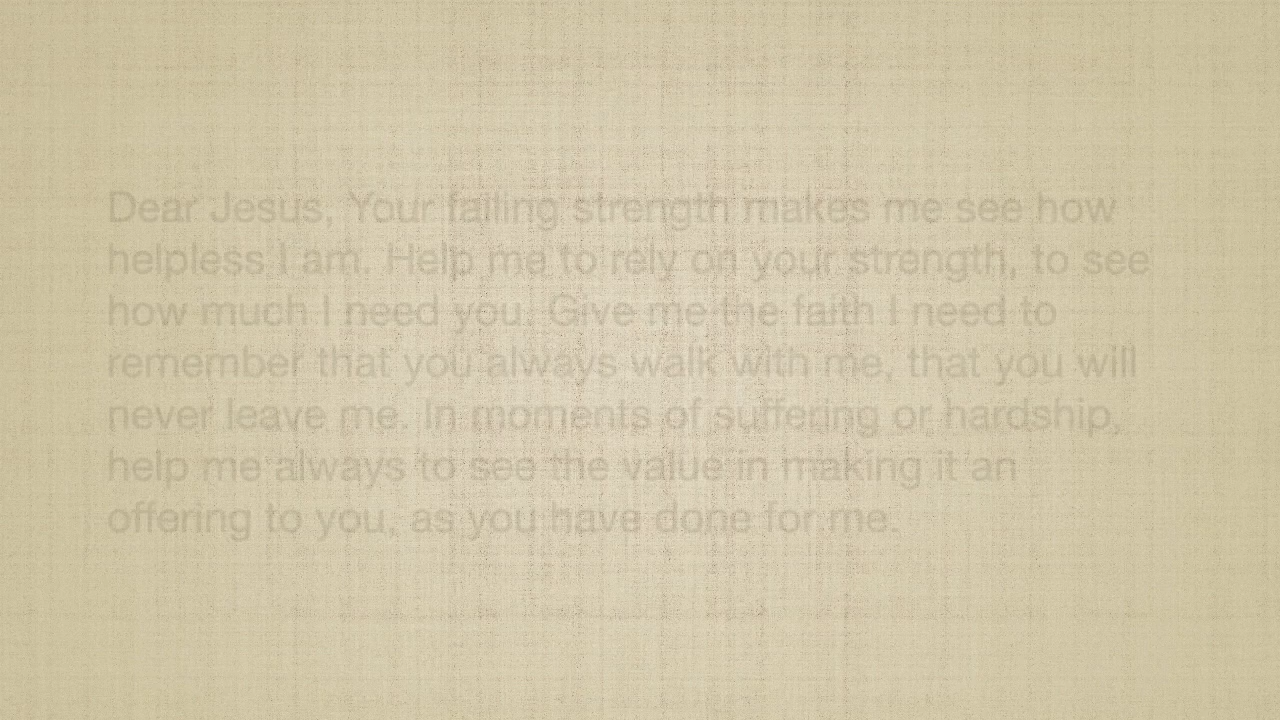 Dear Jesus, Your failing strength makes me see how
helpless I am. Help me to rely on your strength, to see
how much I need you. Give me the faith I need to
remember that you always walk with me, that you will
never leave me. In moments of suffering or hardship,
help me always to see the value in making it an
offering to you, as you have done for me.